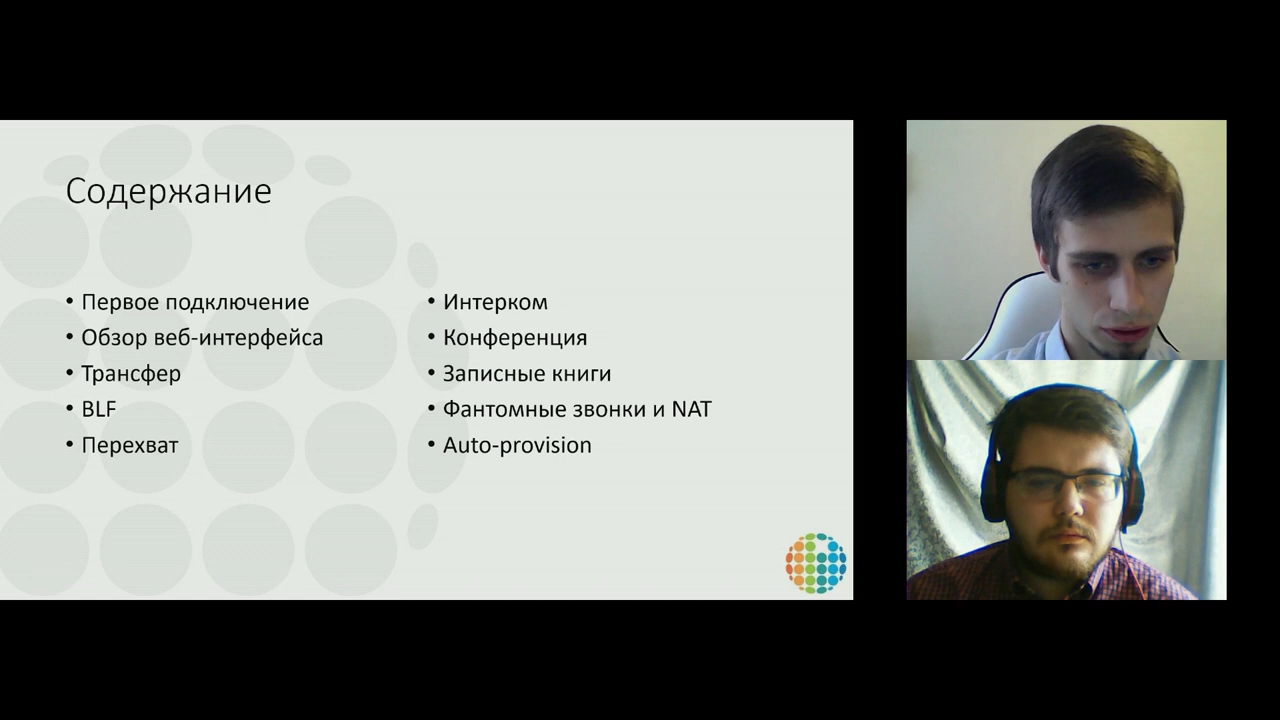 Содержание
• Первое подключение
• Обзор веб-интерфейса
• Трансфер
• BLF
• Перехват
• Интерком
• Конференция
• Записные книги
• Фантомные звонки и NAT
• Auto-provision